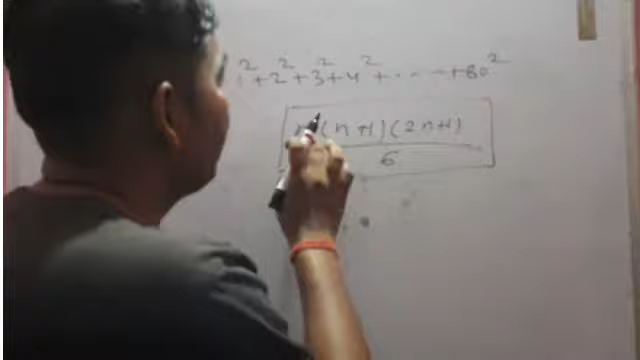 1² + 2² + 3² + 4² + ... + 80²
n(n+1)(2n+1)
6